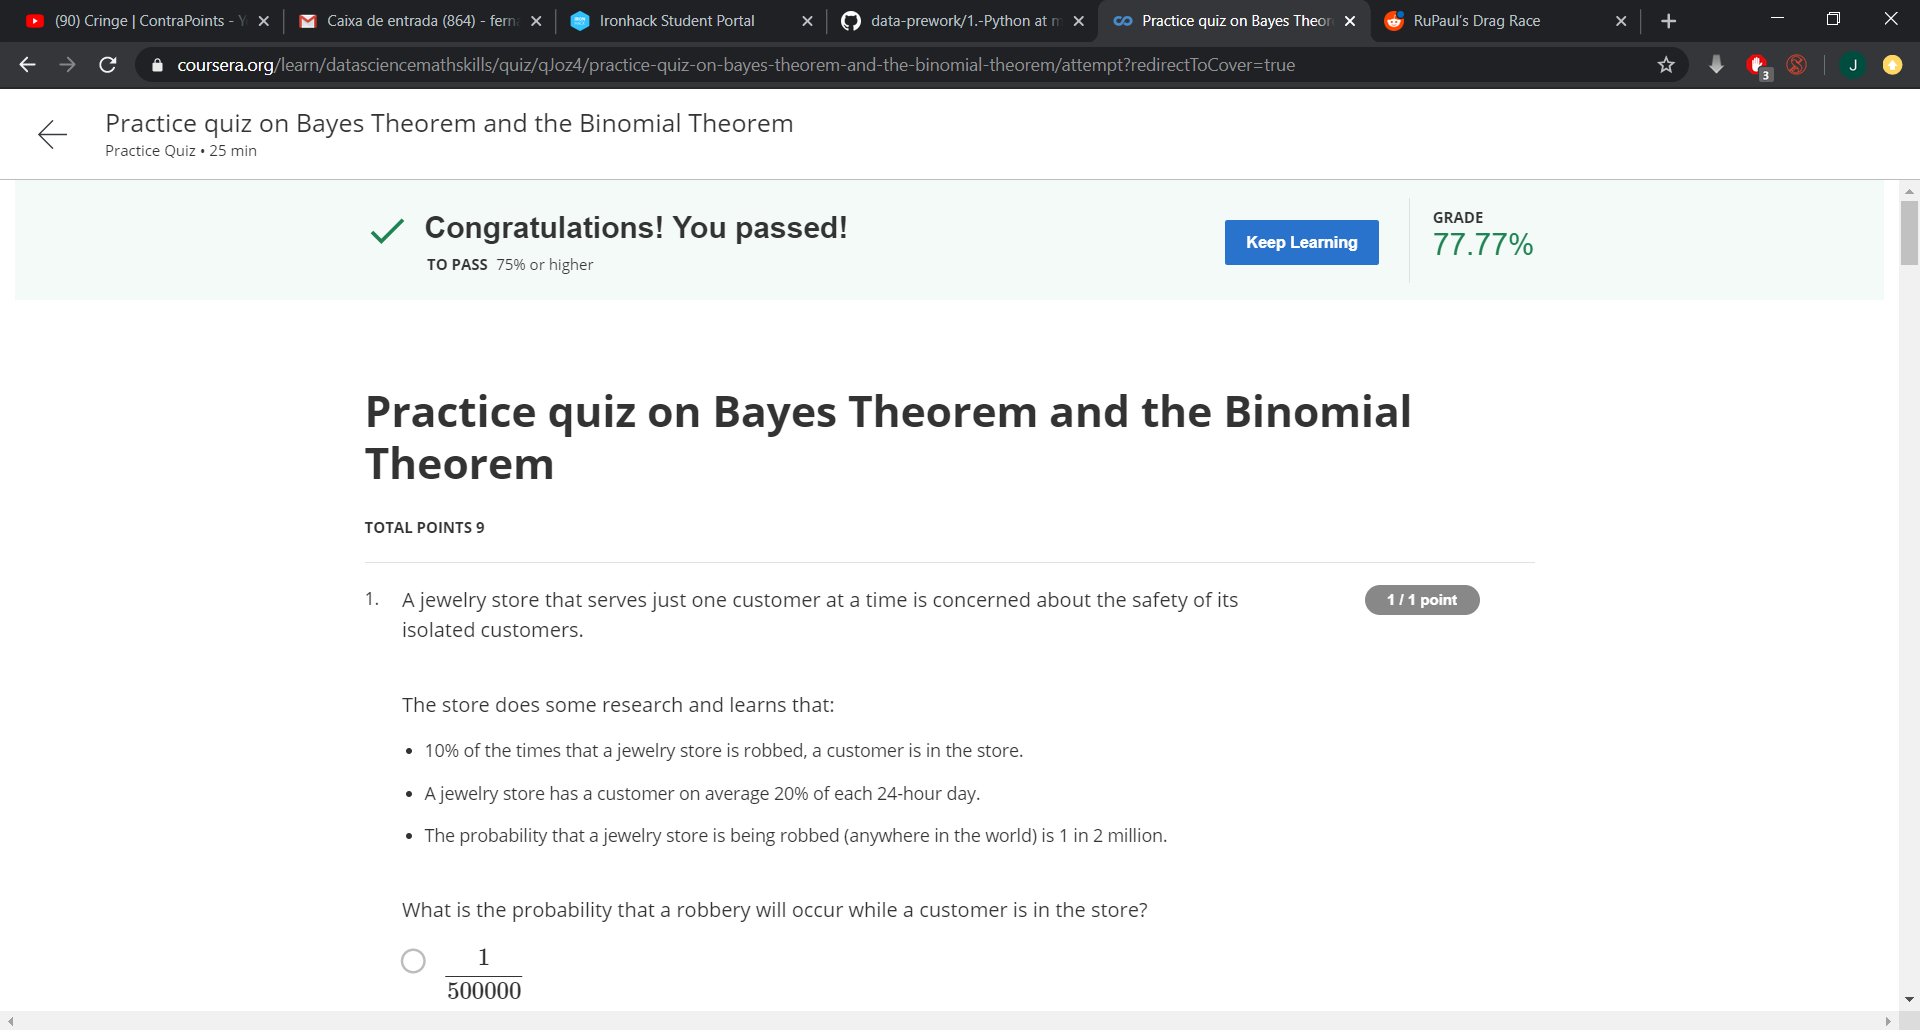 (90) Cringe | ContraPoints - Y
Caixa de entrada (864) - fern
Ironhack Student Portal
data-prework/1.-Python at m
Practice quiz on Bayes Theor
RuPaul's Drag Race
coursera.org/learn/datasciencemathskills/quiz/qJoz4/practice-quiz-on-bayes-theorem-and-the-binomial-theorem/attempt?redirectToCover=true
3
J
Practice quiz on Bayes Theorem and the Binomial Theorem
Practice Quiz • 25 min
Congratulations! You passed!
TO PASS 75% or higher
Keep Learning
GRADE
77.77%
Practice quiz on Bayes Theorem and the Binomial
Theorem
TOTAL POINTS 9
1. A jewelry store that serves just one customer at a time is concerned about the safety of its
isolated customers.
1 / 1 point
The store does some research and learns that:
• 10% of the times that a jewelry store is robbed, a customer is in the store.
• A jewelry store has a customer on average 20% of each 24-hour day.
• The probability that a jewelry store is being robbed (anywhere in the world) is 1 in 2 million.
What is the probability that a robbery will occur while a customer is in the store?
1
500000